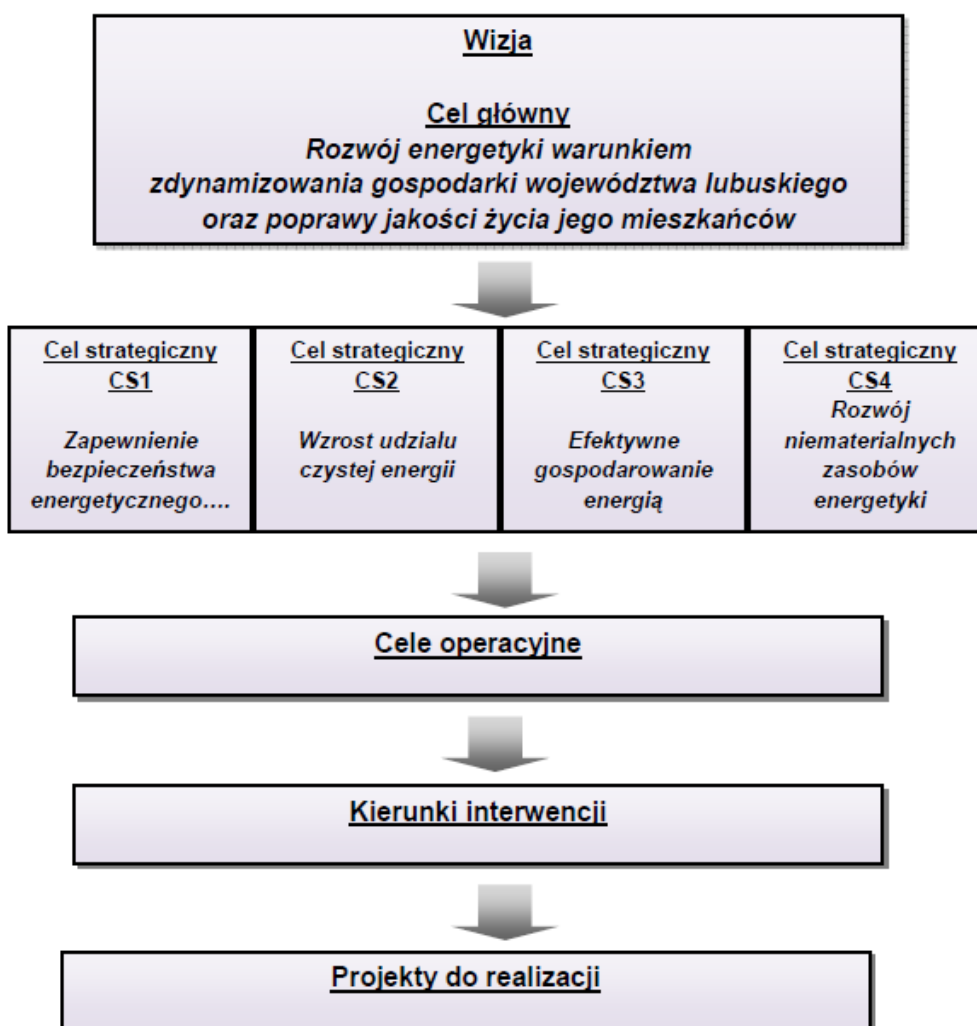 Wizja
Cel główny
Rozwój energetyki warunkiem
zdynamizowania gospodarki województwa lubuskiego
oraz poprawy jakości życia jego mieszkańców
Cel strategiczny
CS1
Zapewnienie
bezpieczeństwa
energetycznego....
Cel strategiczny
CS2
Wzrost udziału
czystej energii
Cel strategiczny
CS3
Efektywne
gospodarowanie
energią
Cel strategiczny
CS4
Rozwój
niematerialnych
zasobów
energetyki
Cele operacyjne
Kierunki interwencji
Projekty do realizacji